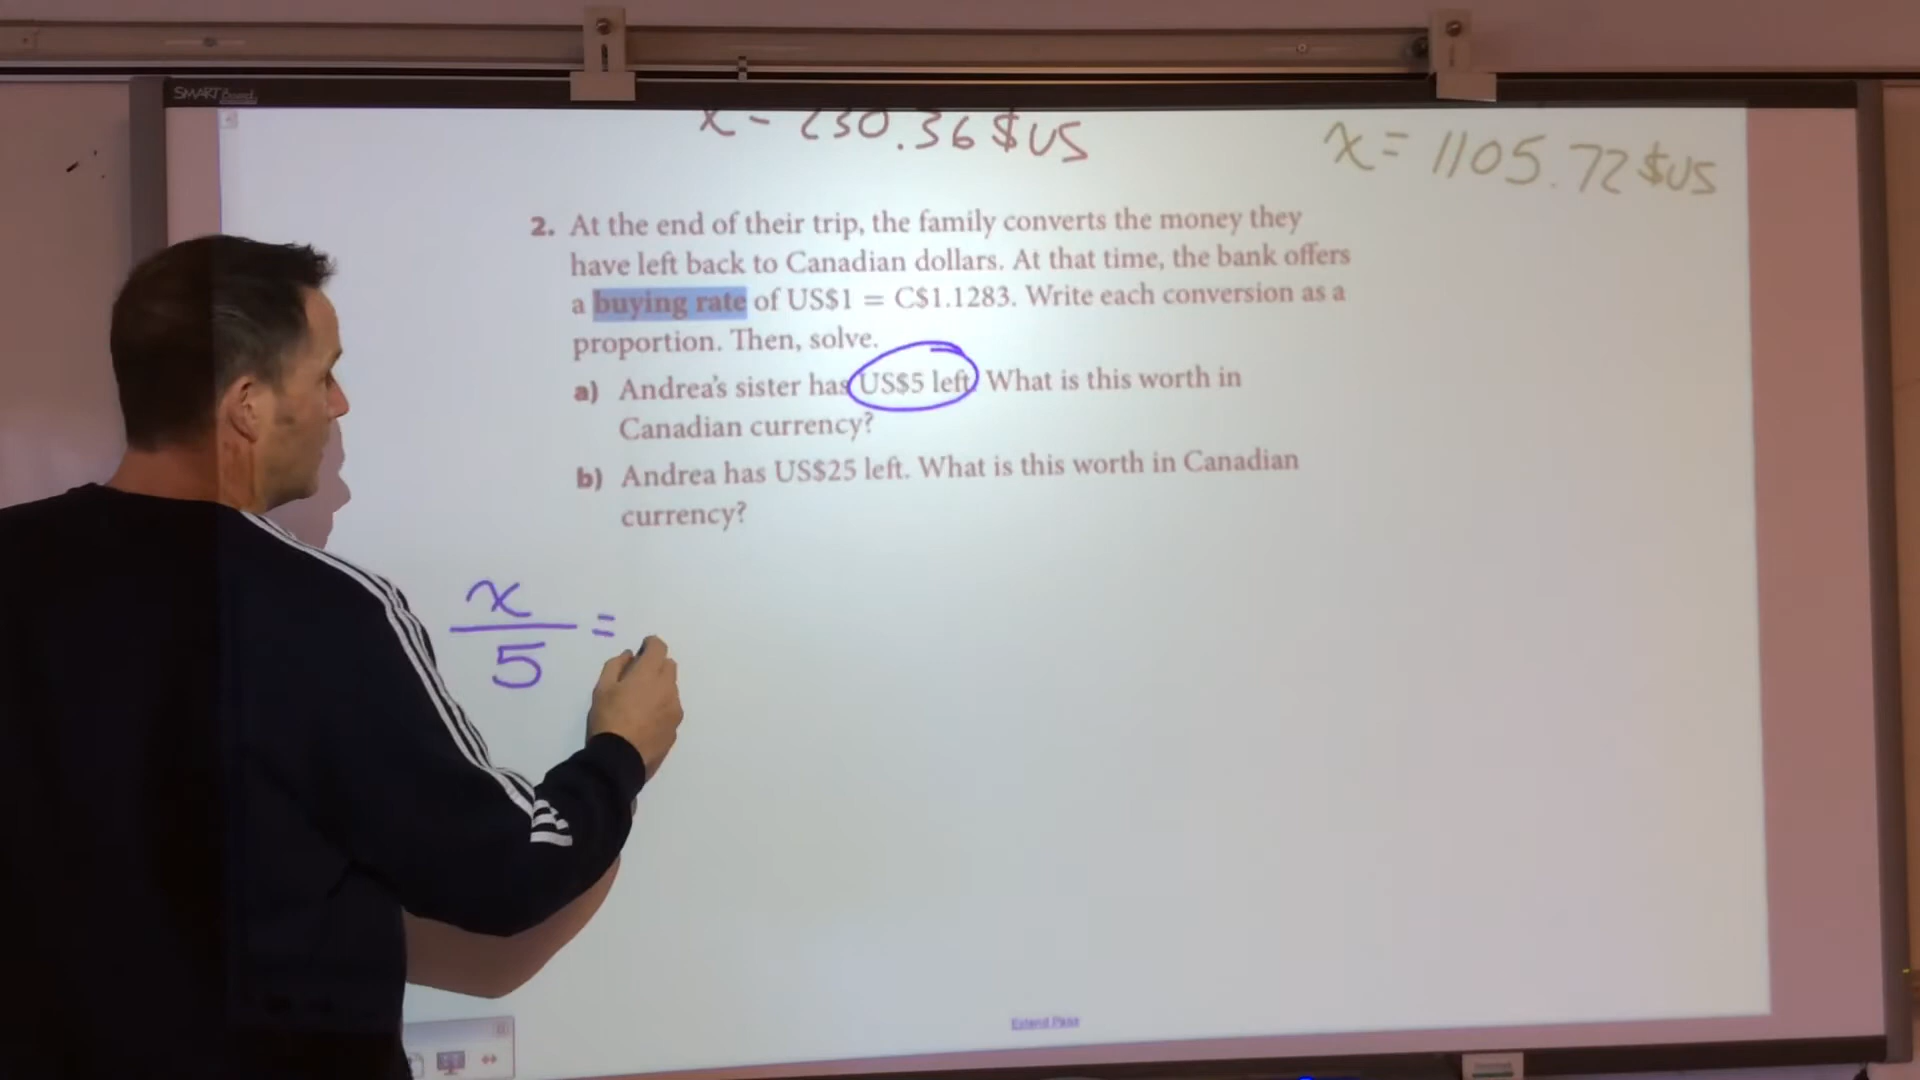 SMART Board
x = 230.36 $US
x = 1105.72 $US
2. At the end of their trip, the family converts the money they
have left back to Canadian dollars. At that time, the bank offers
a buying rate of US$1 = C$1.1283. Write each conversion as a
proportion. Then, solve.
a) Andrea's sister has US$5 left. What is this worth in
Canadian currency?
b) Andrea has US$25 left. What is this worth in Canadian
currency?
x
=
5
Extend Page